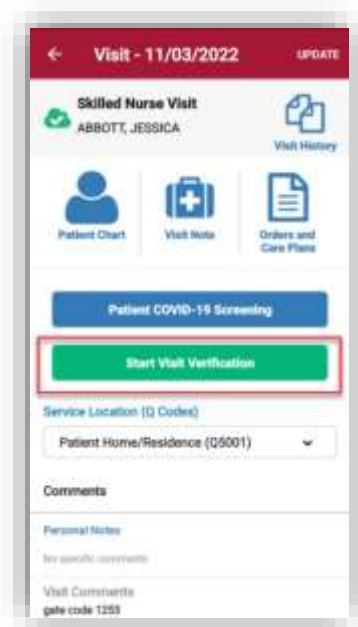 Visit - 11/03/2022 UPDATE
Skilled Nurse Visit
ABBOTT, JESSICA
Visit History
Patient Chart
Visit Note
Orders and
Care Plans
Patient COVID-19 Screening
Start Visit Verification
Service Location (Q Codes)
Patient Home/Residence (Q5001)
Comments
Personal Notes
No specific comments
Visit Comments
gate code 1253